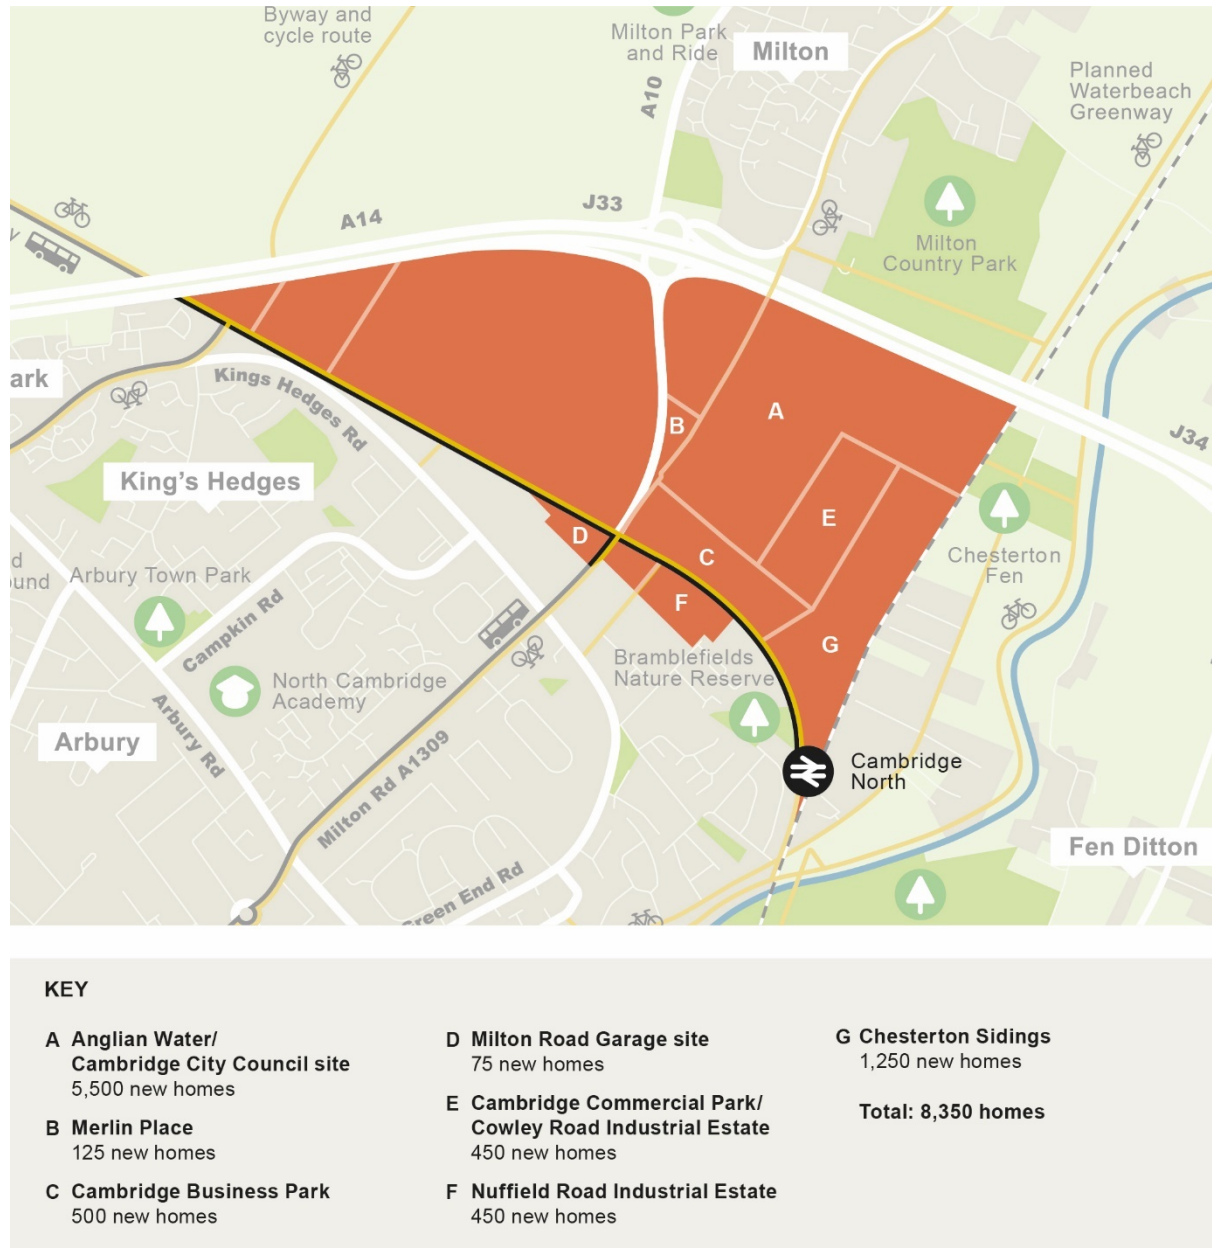 Byway and
cycle route
Milton Park
and Ride
Milton
A10
Planned
Waterbeach
Greenway
A14
J33
Milton
Country Park
ark
Kings Hedges Rd
King's Hedges
B
A
J34
D
C
E
F
G
Chesterton
Fen
Arbury Town Park
Campkin Rd
North Cambridge
Academy
Arbury Rd
Arbury
Milton Rd A1309
Bramblefields
Nature Reserve
Cambridge
North
Fen Ditton
Green End Rd
KEY
A Anglian Water/
Cambridge City Council site
5,500 new homes
B Merlin Place
125 new homes
C Cambridge Business Park
500 new homes
D Milton Road Garage site
75 new homes
E Cambridge Commercial Park/
Cowley Road Industrial Estate
450 new homes
F Nuffield Road Industrial Estate
450 new homes
G Chesterton Sidings
1,250 new homes
Total: 8,350 homes